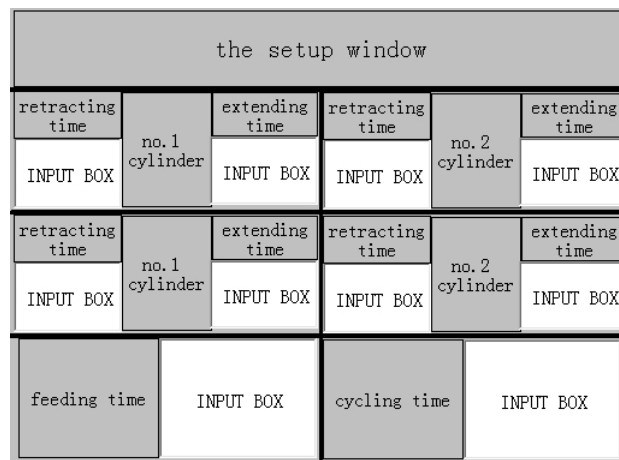 the setup window
retracting
time
no.1
cylinder
extending
time
INPUT BOX
INPUT BOX
retracting
time
no.2
cylinder
extending
time
INPUT BOX
INPUT BOX
retracting
time
no.1
cylinder
extending
time
INPUT BOX
INPUT BOX
retracting
time
no.2
cylinder
extending
time
INPUT BOX
INPUT BOX
feeding time
INPUT BOX
cycling time
INPUT BOX